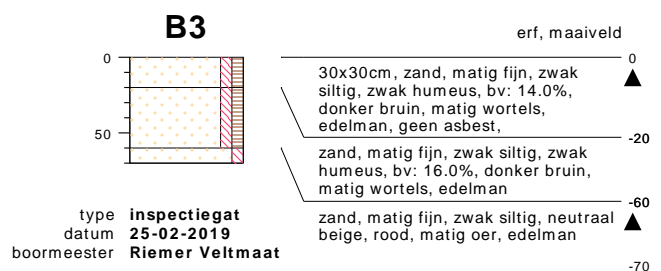 B3
erf, maaiveld
0
0
30x30cm, zand, matig fijn, zwak
siltig, zwak humeus, bv: 14.0%,
donker bruin, matig wortels,
edelman, geen asbest,
-20
50
zand, matig fijn, zwak siltig, zwak
humeus, bv: 16.0%, donker bruin,
matig wortels, edelman
-60
zand, matig fijn, zwak siltig, neutraal
beige, rood, matig oer, edelman
-70
type inspectiegat
datum 25-02-2019
boormeester Riemer Veltmaat